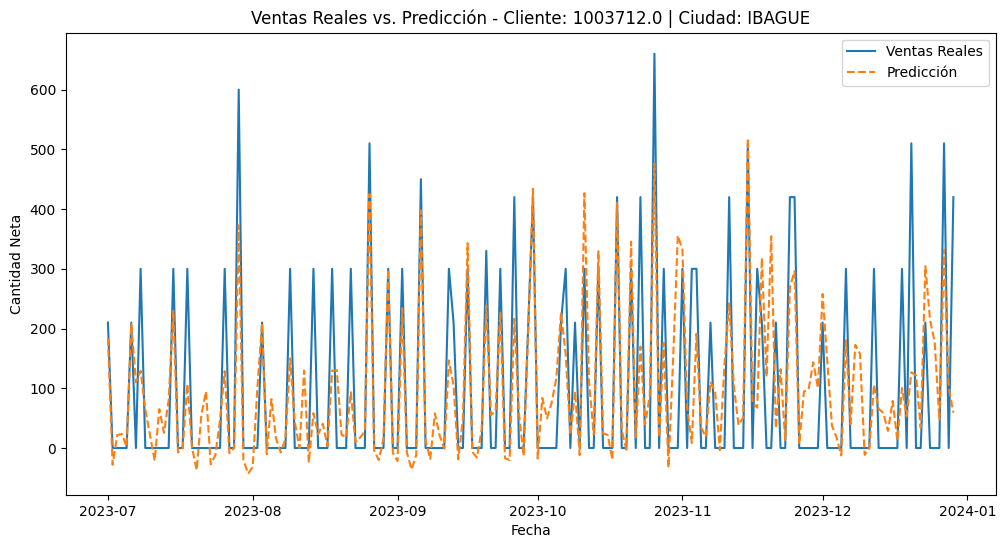 Ventas Reales vs. Predicción - Cliente: 1003712.0 | Ciudad: IBAGUE
Ventas Reales
Predicción
600
500
400
300
200
100
0
Cantidad Neta
2023-07
2023-08
2023-09
2023-10
2023-11
2023-12
2024-01
Fecha